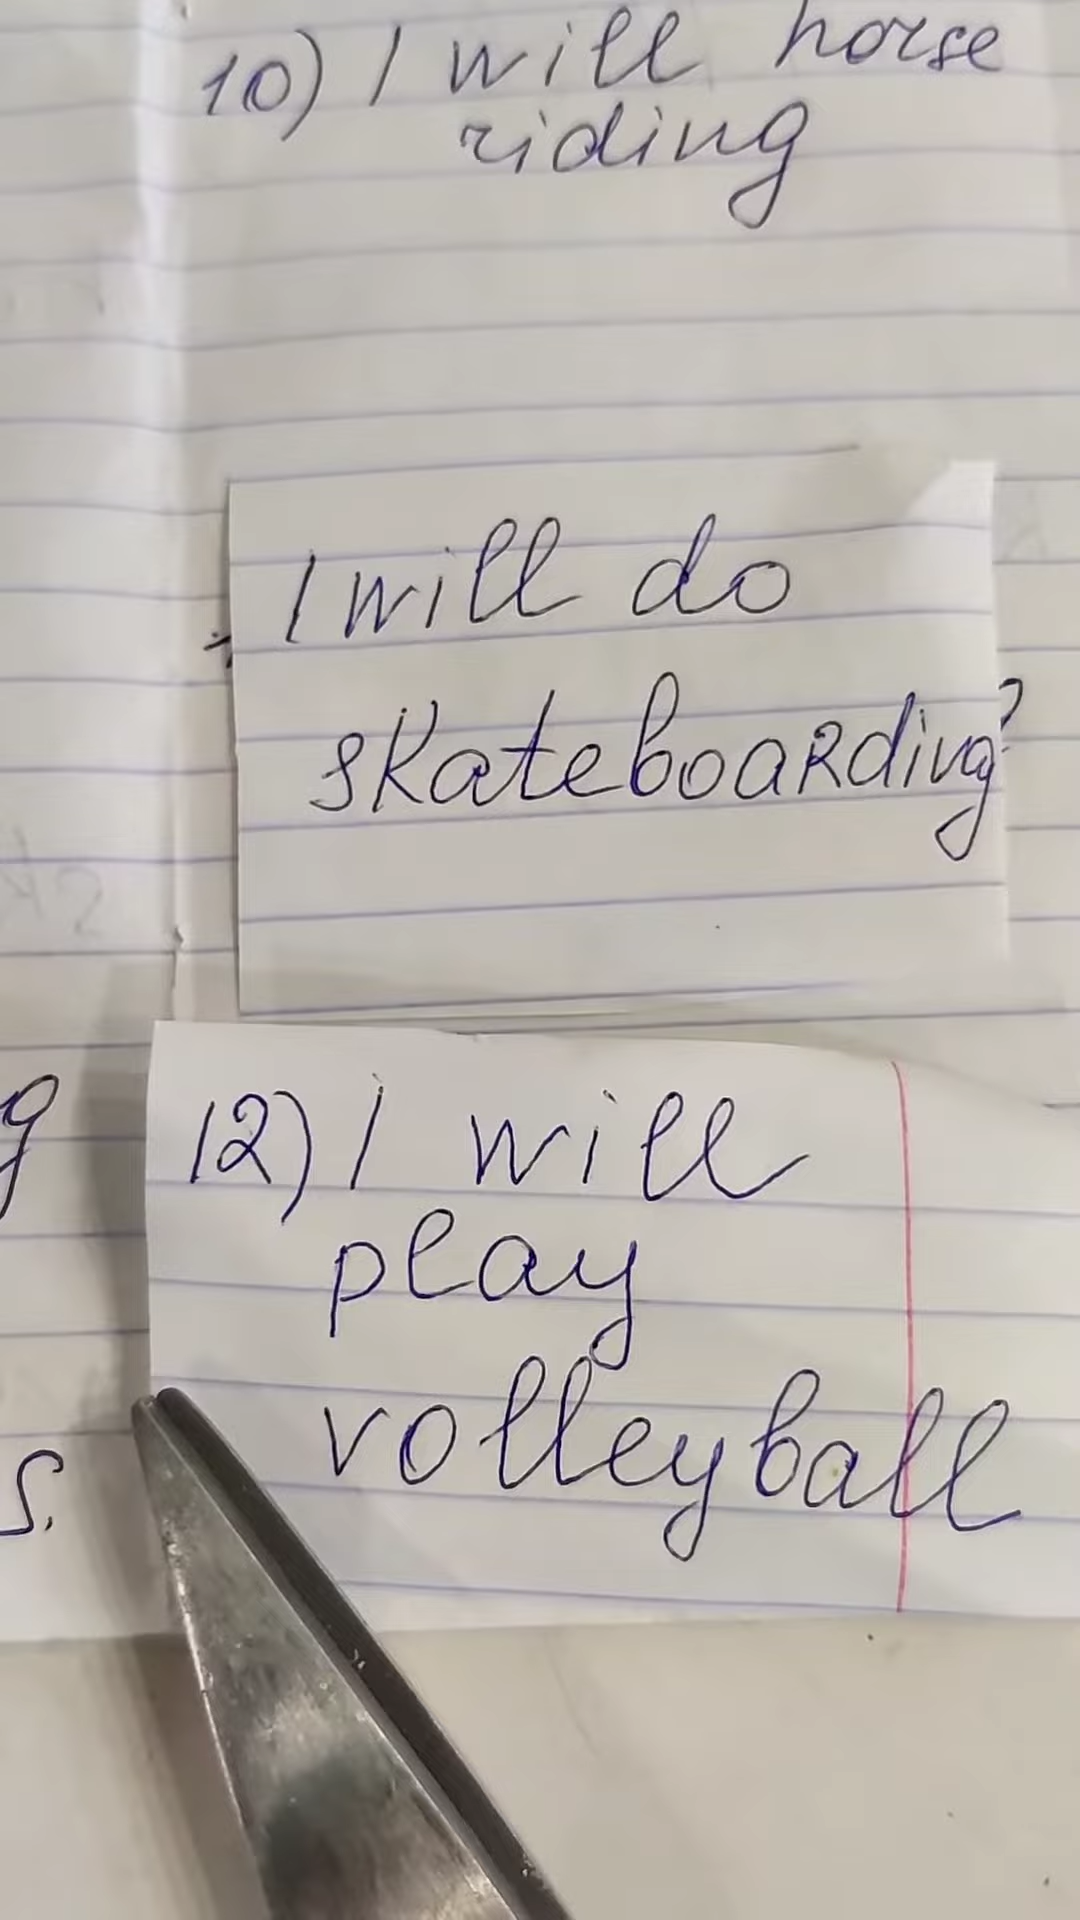 10) I will horse
riding
I will do
skateboarding?
12) I will
play
volleyball
g
s.